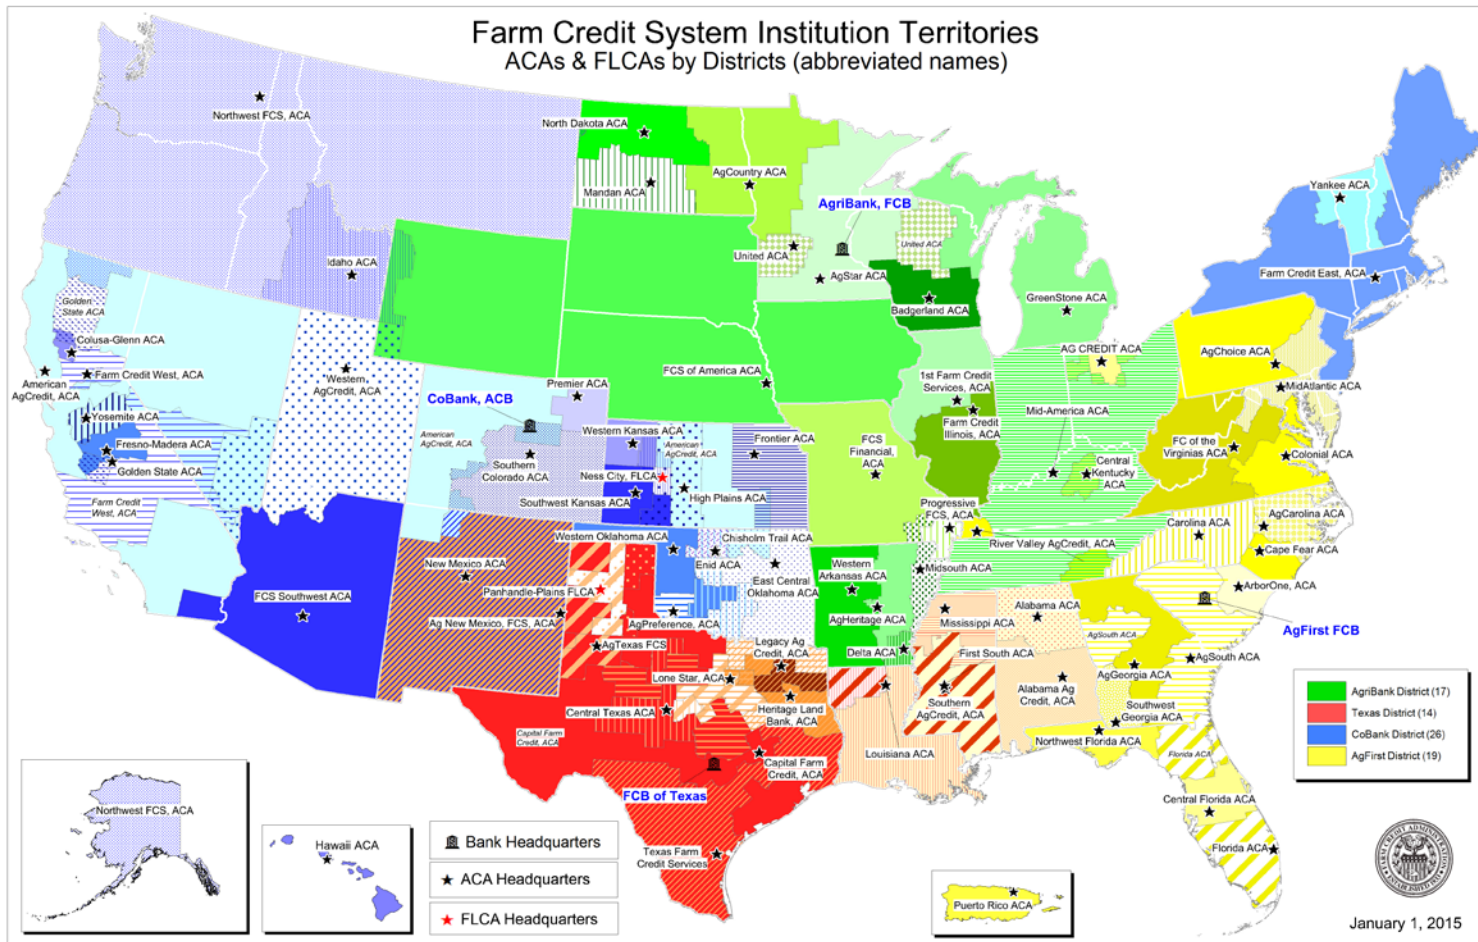 Farm Credit System Institution Territories
ACAs & FLCAs by Districts (abbreviated names)
Northwest FCS, ACA
North Dakota ACA
Mandan ACA
AgCountry ACA
AgriBank, FCB
United ACA
United ACA
AgStar ACA
Badgerland ACA
GreenStone ACA
Yankee ACA
Farm Credit East, ACA
Idaho ACA
Golden
State ACA
Colusa-Glenn ACA
Farm Credit West, ACA
American
AgCredit, ACA
Yosemite ACA
Fresno-Madera ACA
Golden State ACA
Farm Credit
West, ACA
Western
AgCredit, ACA
CoBank, ACB
Premier ACA
American
AgCredit, ACA
Southern
Colorado ACA
Western Kansas ACA
American
AgCredit, ACA
Frontier ACA
Ness City, FLCA
Southwest Kansas ACA
High Plains ACA
FCS of America ACA
FCS
Financial,
ACA
1st Farm Credit
Services, ACA
Farm Credit
Illinois, ACA
AG CREDIT ACA
Mid-America ACA
Central
Kentucky
ACA
AgChoice ACA
MidAtlantic ACA
FC of the
Virginias ACA
Colonial ACA
Progressive
FCS, ACA
River Valley AgCredit, ACA
Midsouth ACA
Carolina ACA
AgCarolina ACA
Cape Fear ACA
ArborOne, ACA
AgFirst FCB
FCS Southwest ACA
New Mexico ACA
Panhandle-Plains FLCA
Ag New Mexico, FCS, ACA
AgTexas FCS
Western Oklahoma ACA
Chisholm Trail ACA
Enid ACA
East Central
Oklahoma ACA
AgPreference, ACA
Western
Arkansas ACA
AgHeritage ACA
Delta ACA
Legacy Ag
Credit, ACA
Lone Star, ACA
Heritage Land
Bank, ACA
Central Texas ACA
Capital Farm
Credit, ACA
Capital Farm
Credit, ACA
FCB of Texas
Texas Farm
Credit Services
Mississippi ACA
Alabama ACA
First South ACA
Southern
AgCredit, ACA
Alabama Ag
Credit, ACA
Louisiana ACA
AgSouth ACA
AgSouth ACA
AgGeorgia ACA
Southwest
Georgia ACA
Northwest Florida ACA
Florida ACA
Central Florida ACA
Florida ACA
AgriBank District (17)
Texas District (14)
CoBank District (26)
AgFirst District (19)
Northwest FCS, ACA
Hawaii ACA
Bank Headquarters
ACA Headquarters
FLCA Headquarters
Puerto Rico ACA
FARM CREDIT ADMINISTRATION
January 1, 2015